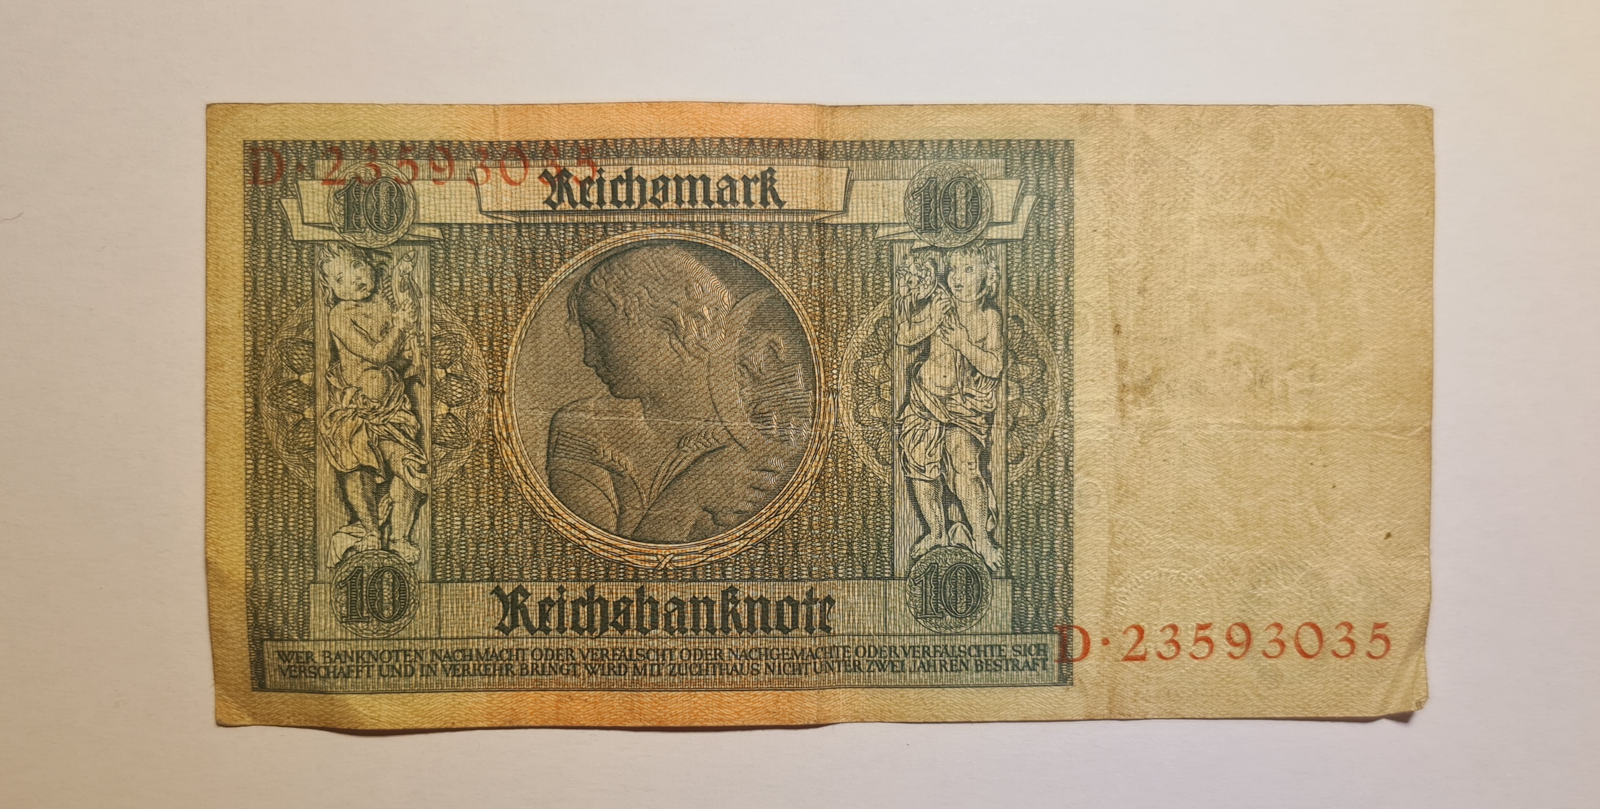 D·23593035
10 Reichsmark 10
10 Reichsbanknote 10
WER BANKNOTEN NACHMACHT ODER VERFÄLSCHT ODER NACHGEMACHTE ODER VERFÄLSCHTE SICH
VERSCHAFFT UND IN VERKEHR BRINGT, WIRD MIT ZUCHTHAUS NICHT UNTER ZWEI JAHREN BESTRAFT
D·23593035